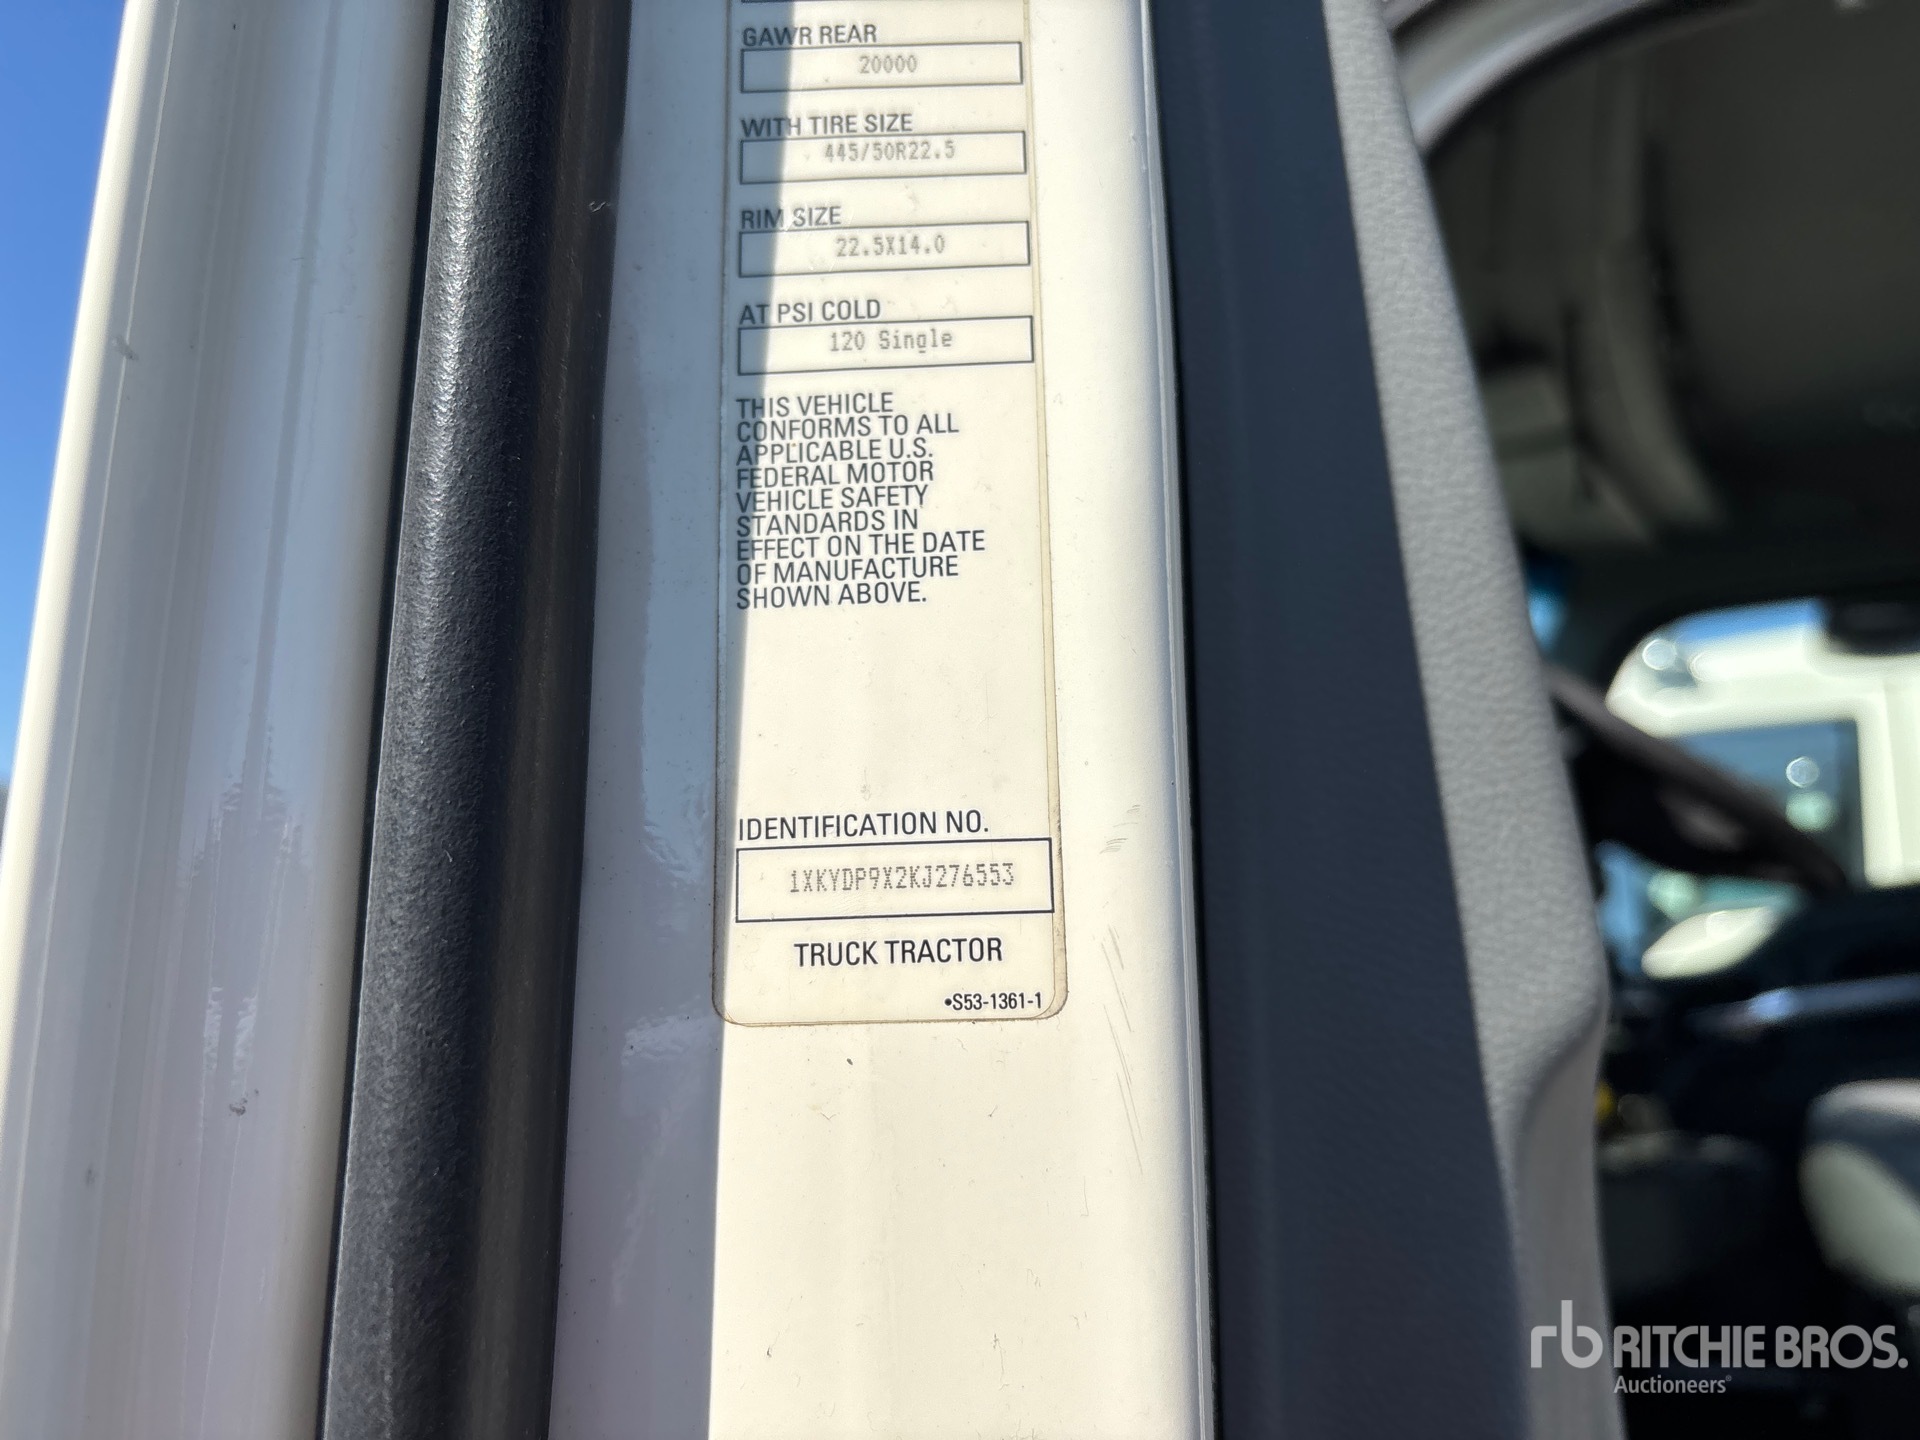 GAWR REAR
20000
WITH TIRE SIZE
445/50R22.5
RIM SIZE
22.5X14.0
AT PSI COLD
120 Single
THIS VEHICLE
CONFORMS TO ALL
APPLICABLE U.S.
FEDERAL MOTOR
VEHICLE SAFETY
STANDARDS IN
EFFECT ON THE DATE
OF MANUFACTURE
SHOWN ABOVE.
IDENTIFICATION NO.
1XKYDP9X2KJ276553
TRUCK TRACTOR
•S53-1361-1
rb RITCHIE BROS.
Auctioneers®